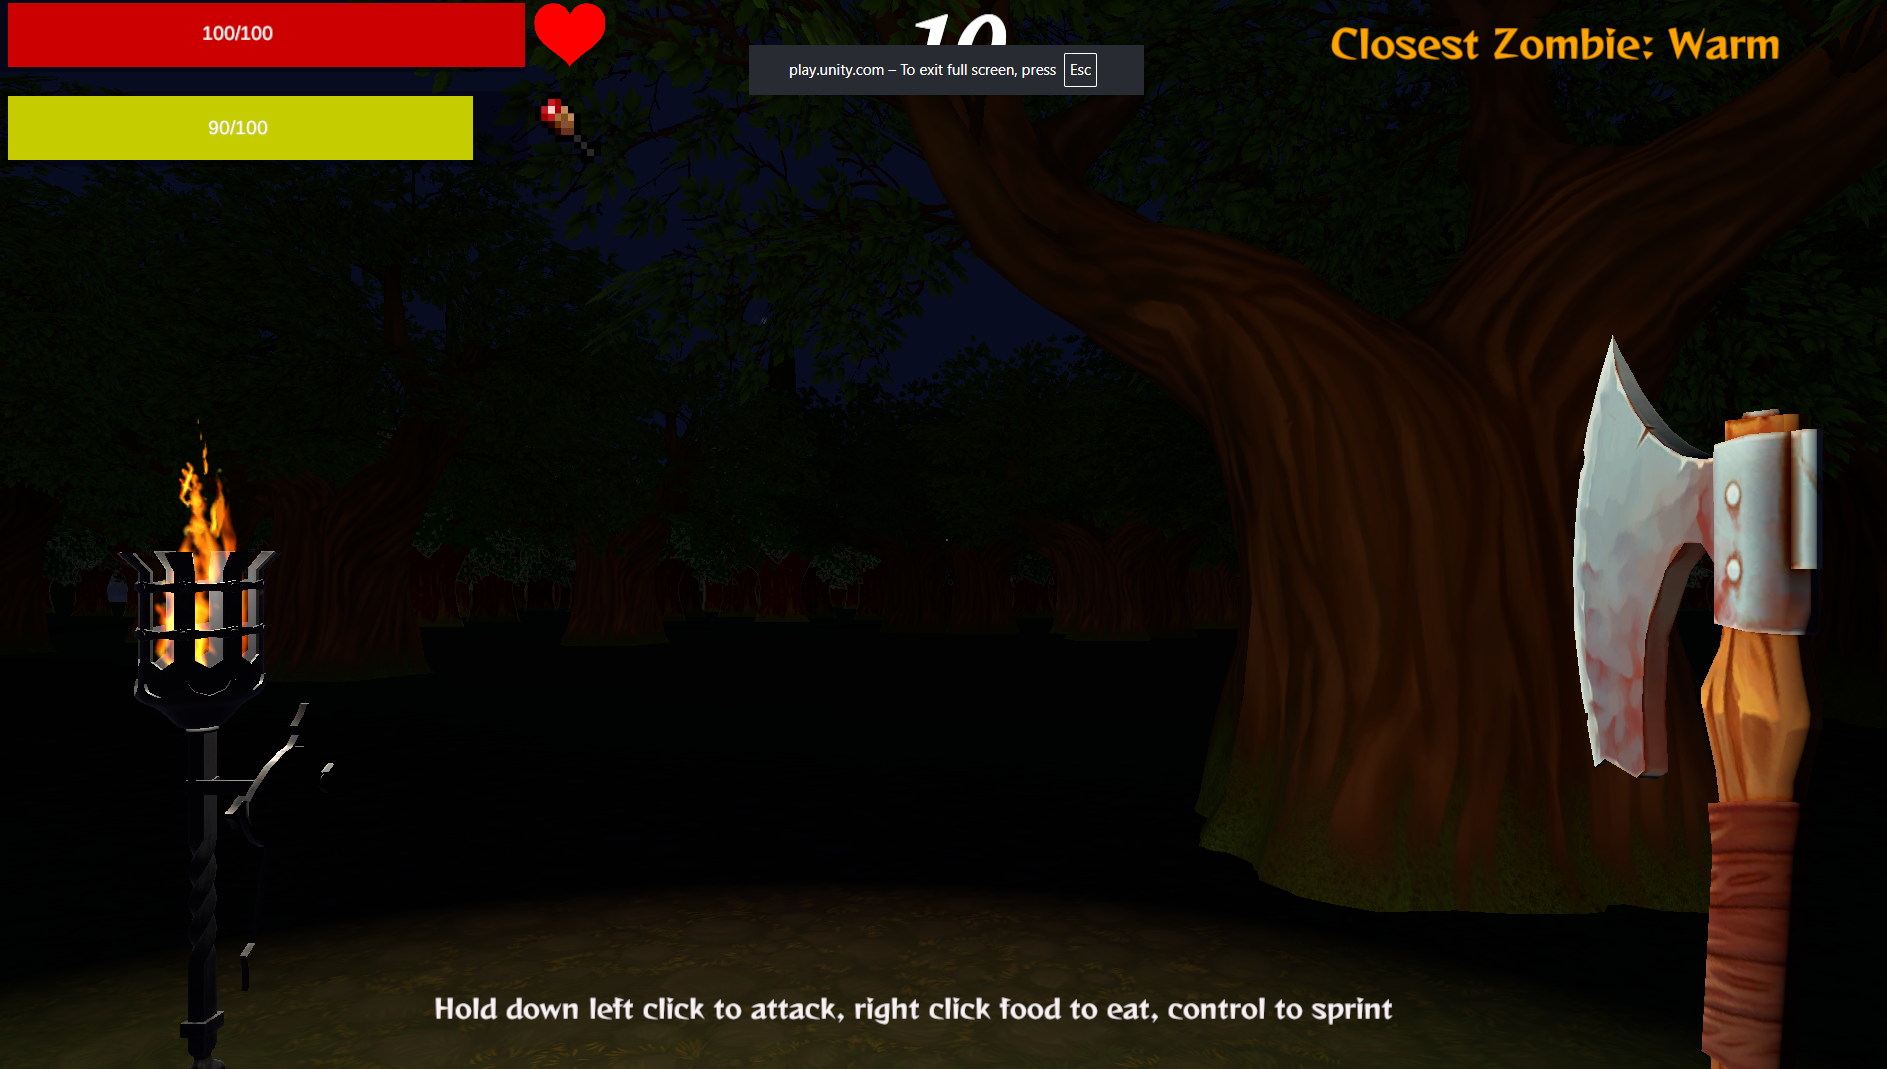 100/100
Closest Zombie: Warm
play.unity.com – To exit full screen, press Esc
90/100
Hold down left click to attack, right click food to eat, control to sprint